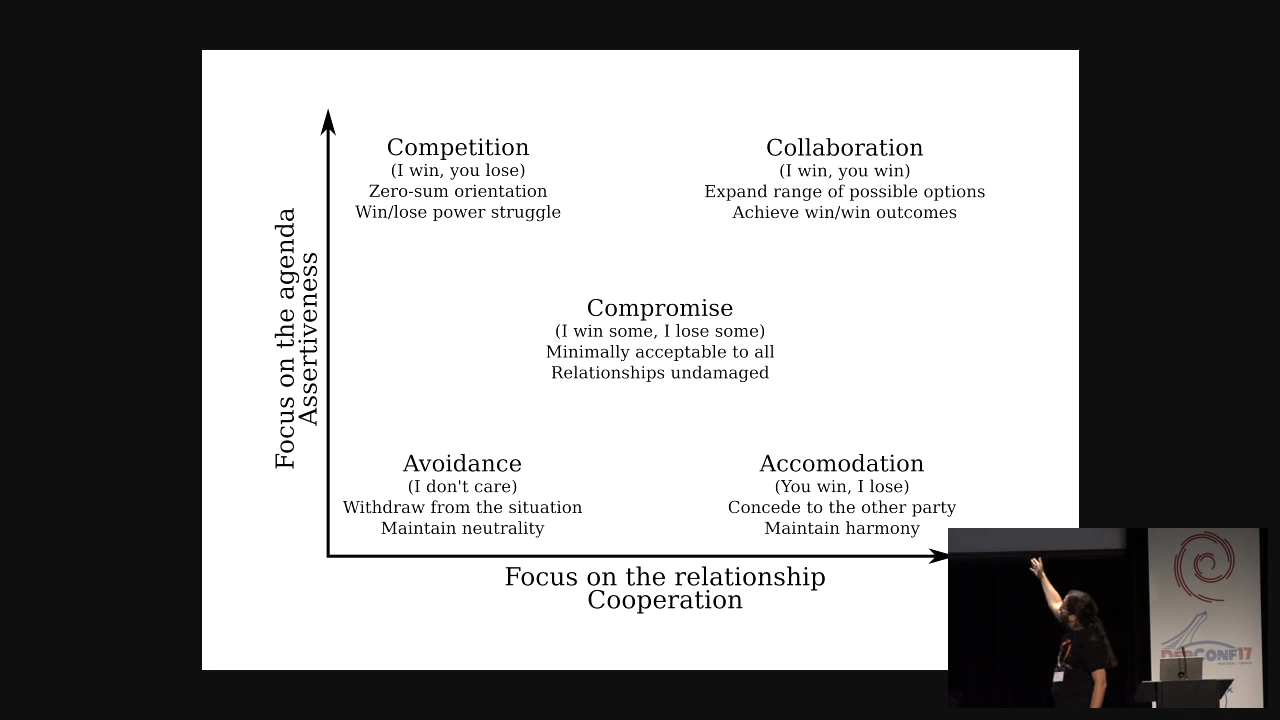 Competition
(I win, you lose)
Zero-sum orientation
Win/lose power struggle
Collaboration
(I win, you win)
Expand range of possible options
Achieve win/win outcomes
Focus on the agenda
Assertiveness
Compromise
(I win some, I lose some)
Minimally acceptable to all
Relationships undamaged
Avoidance
(I don't care)
Withdraw from the situation
Maintain neutrality
Accomodation
(You win, I lose)
Concede to the other party
Maintain harmony
Focus on the relationship
Cooperation
DEBCONF17